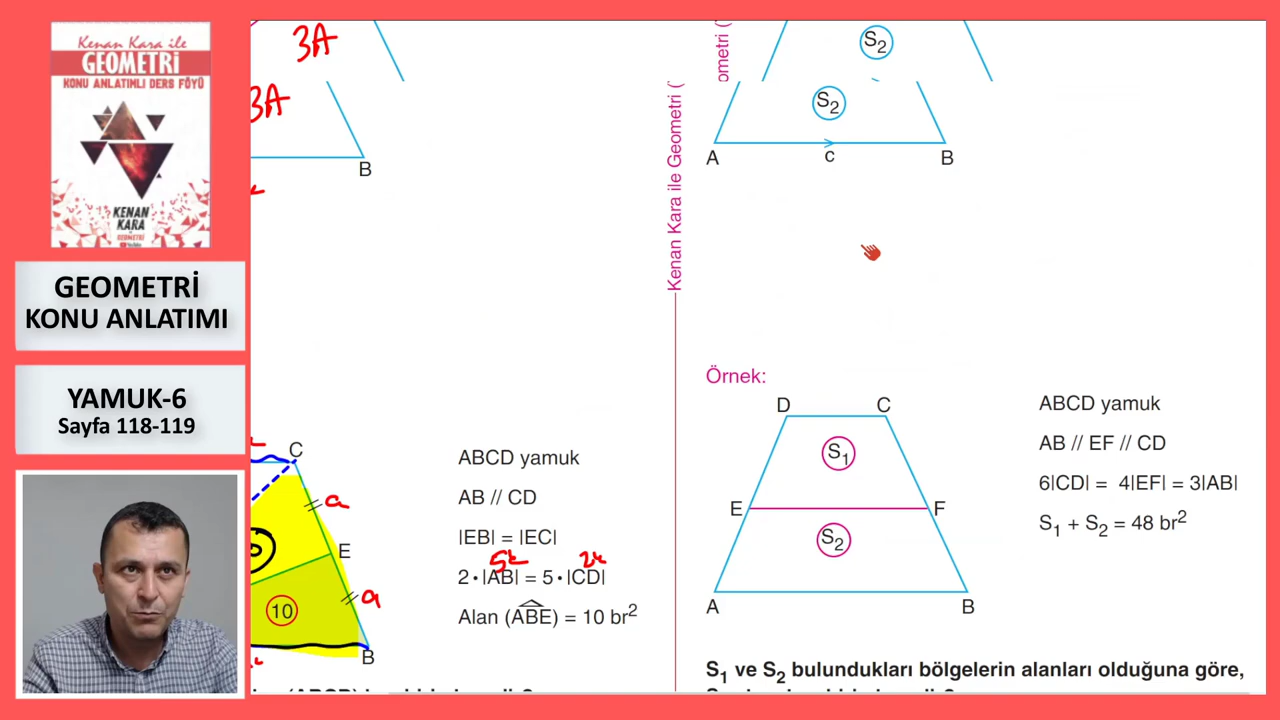 Kenan Kara ile
GEOMETRİ
KONU ANLATIMLI DERS FÖYÜ
KENAN
KARA
GEOMETRİ
YouTube
GEOMETRİ
KONU ANLATIMI
YAMUK-6
Sayfa 118-119
3A
3A
B
C
a
E
10
a
B
ABCD yamuk
AB // CD
|EB| = |EC|
5k 2k
2·|AB| = 5·|CD|
Alan (ABE) = 10 br²
ometri (
Kenan Kara ile Geometri (
S₂
S₂
A
c
B
Örnek:
D C
S₁
E F
S₂
A B
ABCD yamuk
AB // EF // CD
6|CD| = 4|EF| = 3|AB|
S₁ + S₂ = 48 br²
S₁ ve S₂ bulundukları bölgelerin alanları olduğuna göre,